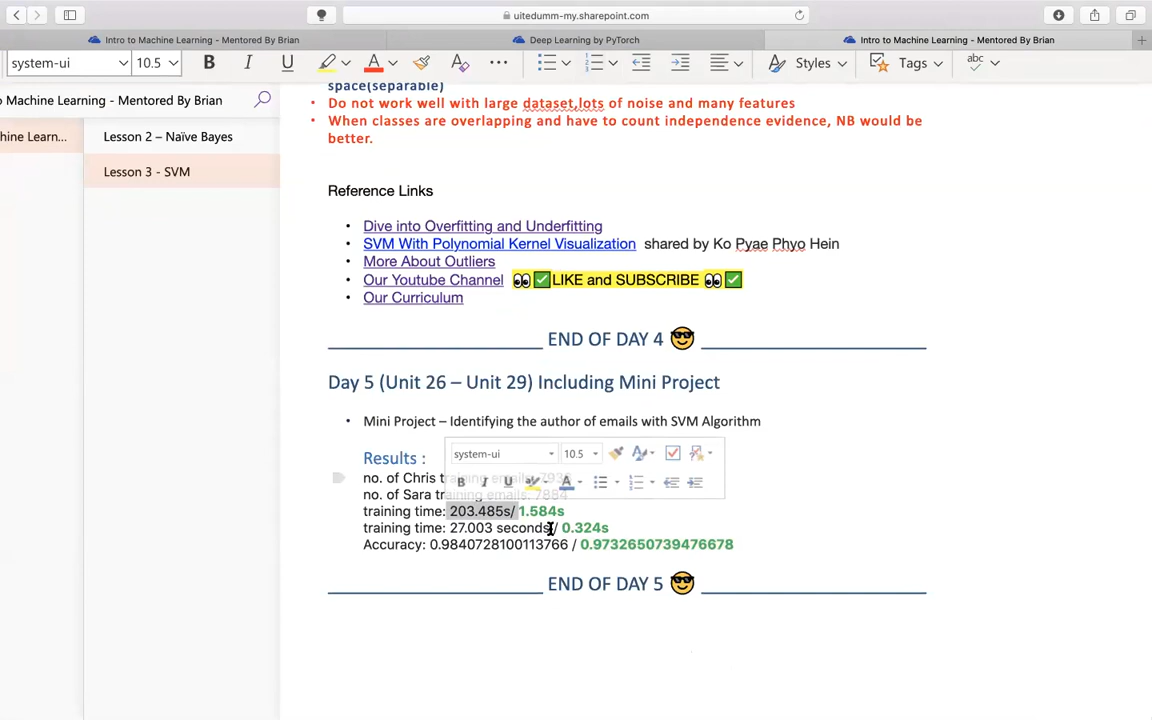 uitedumm-my.sharepoint.com
Intro to Machine Learning - Mentored By Brian
Deep Learning by PyTorch
Intro to Machine Learning - Mentored By Brian
system-ui 10.5 B I U A Styles Tags abc
o Machine Learning - Mentored By Brian
hine Learn...
Lesson 2 – Naïve Bayes
Lesson 3 - SVM
space(separable)
• Do not work well with large dataset,lots of noise and many features
• When classes are overlapping and have to count independence evidence, NB would be
better.
Reference Links
• Dive into Overfitting and Underfitting
• SVM With Polynomial Kernel Visualization shared by Ko Pyae Phyo Hein
• More About Outliers
• Our Youtube Channel 👀✅LIKE and SUBSCRIBE 👀✅
• Our Curriculum
END OF DAY 4 😎
Day 5 (Unit 26 – Unit 29) Including Mini Project
• Mini Project – Identifying the author of emails with SVM Algorithm
system-ui 10.5
B I U A
Results :
no. of Chris training emails:
no. of Sara training emails: 7884
training time: 203.485s/ 1.584s
training time: 27.003 seconds/ 0.324s
Accuracy: 0.9840728100113766 / 0.9732650739476678
END OF DAY 5 😎